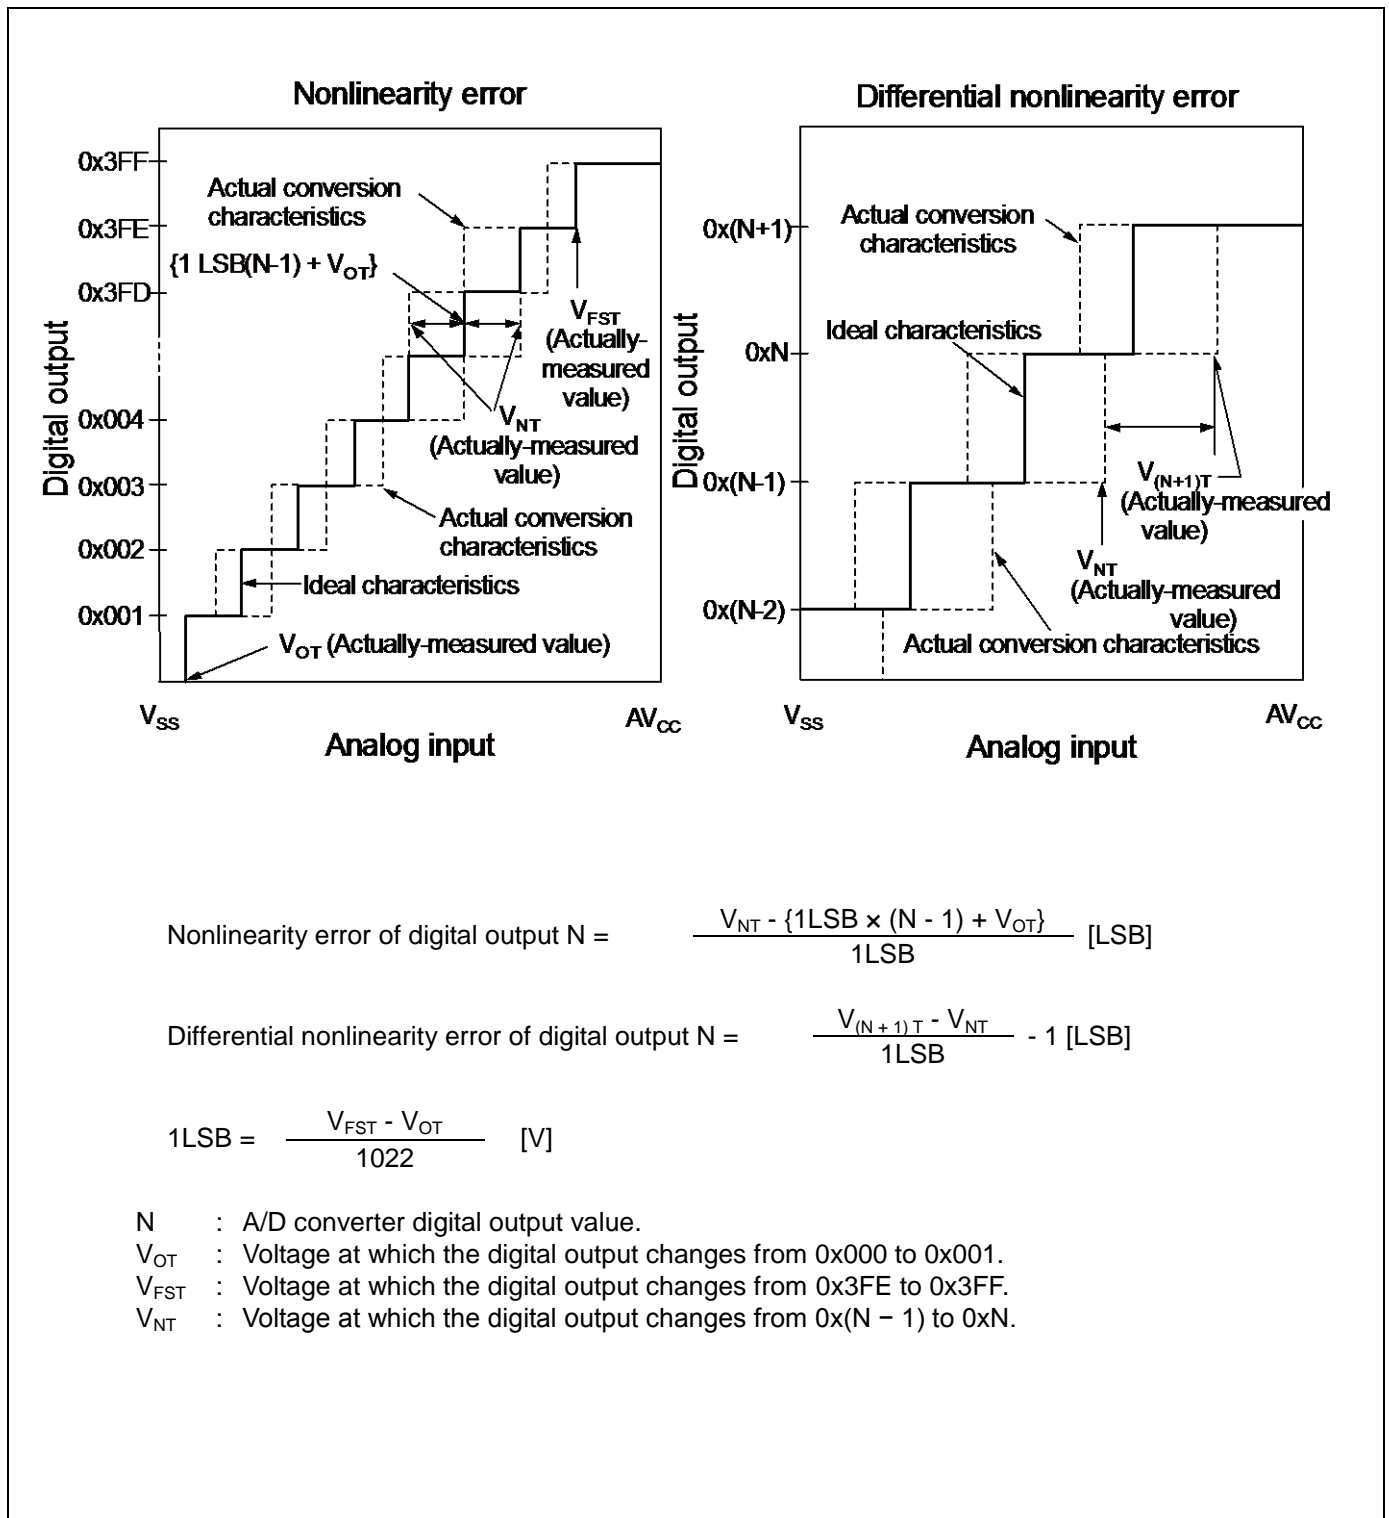 Nonlinearity error
0x3FF
0x3FE
0x3FD
0x004
0x003
0x002
0x001
Digital output
Actual conversion
characteristics
{1 LSB(N-1) + VOT}
VFST
(Actually-
measured
value)
VNT
(Actually-measured
value)
Actual conversion
characteristics
Ideal characteristics
VOT (Actually-measured value)
VSS
AVCC
Analog input
Differential nonlinearity error
0x(N+1)
0xN
0x(N-1)
0x(N-2)
Digital output
Actual conversion
characteristics
Ideal characteristics
V(N+1)T
(Actually-measured
value)
VNT
(Actually-measured
value)
Actual conversion characteristics
VSS
AVCC
Analog input
Nonlinearity error of digital output N = VNT - {1LSB × (N - 1) + VOT} [LSB]
1LSB
Differential nonlinearity error of digital output N = V(N + 1) T - VNT - 1 [LSB]
1LSB
1LSB = VFST - VOT [V]
1022
N : A/D converter digital output value.
VOT : Voltage at which the digital output changes from 0x000 to 0x001.
VFST : Voltage at which the digital output changes from 0x3FE to 0x3FF.
VNT : Voltage at which the digital output changes from 0x(N − 1) to 0xN.